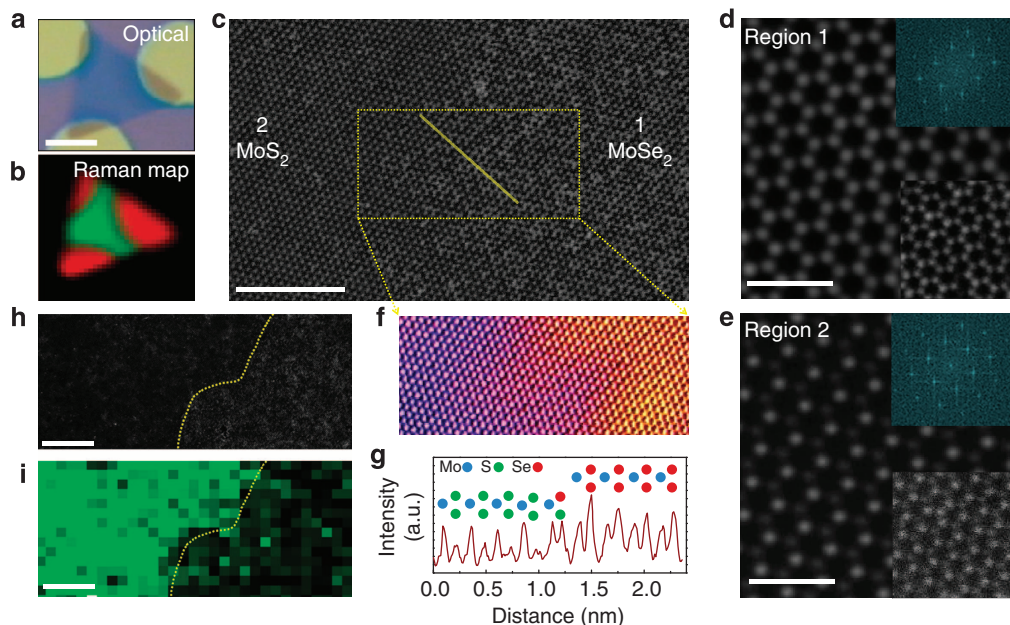 a
Optical
b
Raman map
c
2
MoS₂
1
MoSe₂
d
Region 1
e
Region 2
f
g
Mo S Se
Intensity
(a.u.)
0.0 0.5 1.0 1.5 2.0
Distance (nm)
h
i